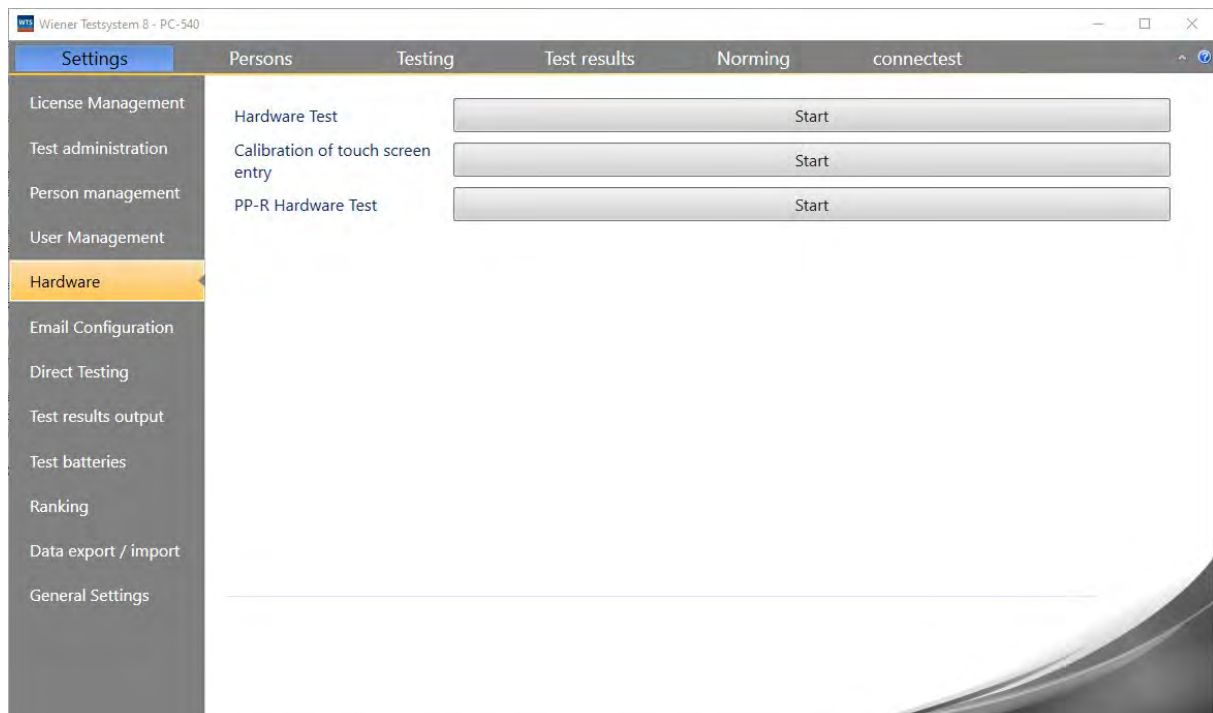 WTS Wiener Testsystem 8 - PC-540
Settings Persons Testing Test results Norming connectest
License Management
Test administration
Person management
User Management
Hardware
Email Configuration
Direct Testing
Test results output
Test batteries
Ranking
Data export / import
General Settings
Hardware Test Start
Calibration of touch screen
entry
Start
PP-R Hardware Test Start